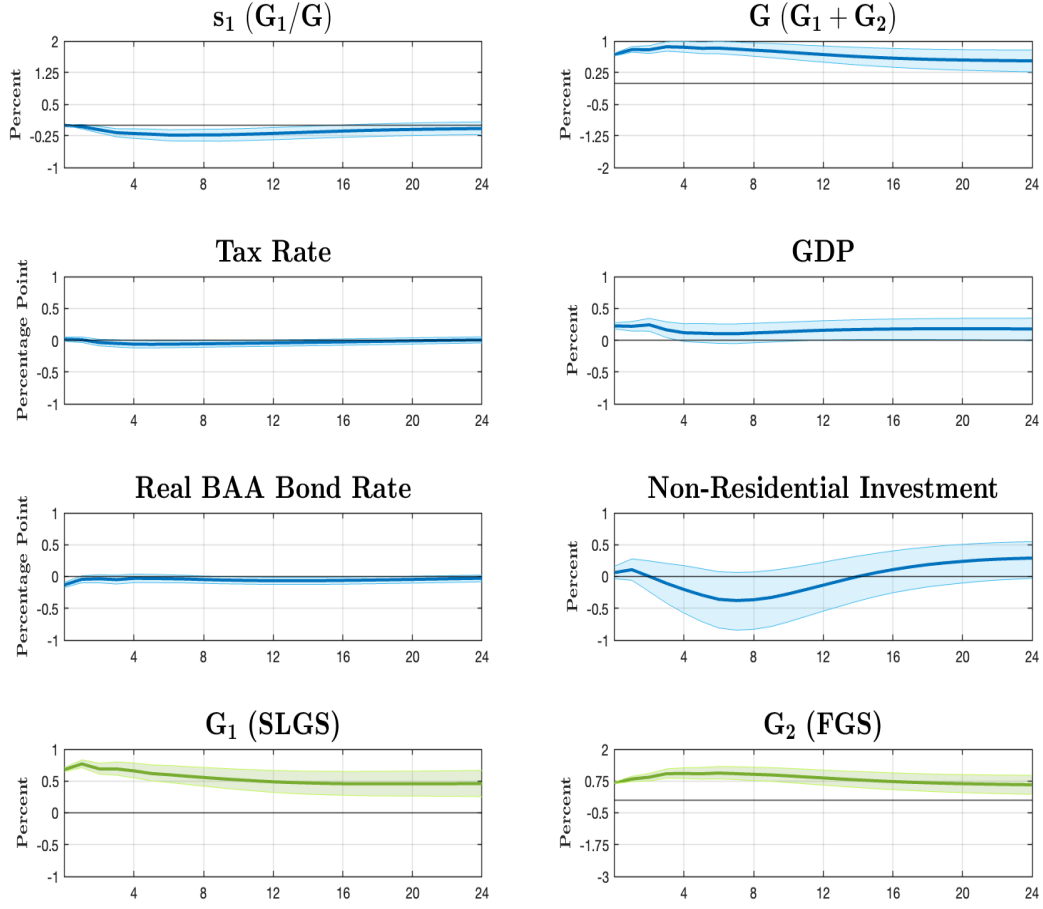 s₁ (G₁/G)
Percent
2
1.25
0.5
-0.25
-1
4 8 12 16 20 24
G (G₁ + G₂)
Percent
1
0.25
-0.5
-1.25
-2
4 8 12 16 20 24
Tax Rate
Percentage Point
1
0.5
0
-0.5
-1
4 8 12 16 20 24
GDP
Percent
1
0.5
0
-0.5
-1
4 8 12 16 20 24
Real BAA Bond Rate
Percentage Point
1
0.5
0
-0.5
-1
4 8 12 16 20 24
Non-Residential Investment
Percent
1
0.5
0
-0.5
-1
4 8 12 16 20 24
G₁ (SLGS)
Percent
1
0.5
0
-0.5
-1
4 8 12 16 20 24
G₂ (FGS)
Percent
2
0.75
-0.5
-1.75
-3
4 8 12 16 20 24